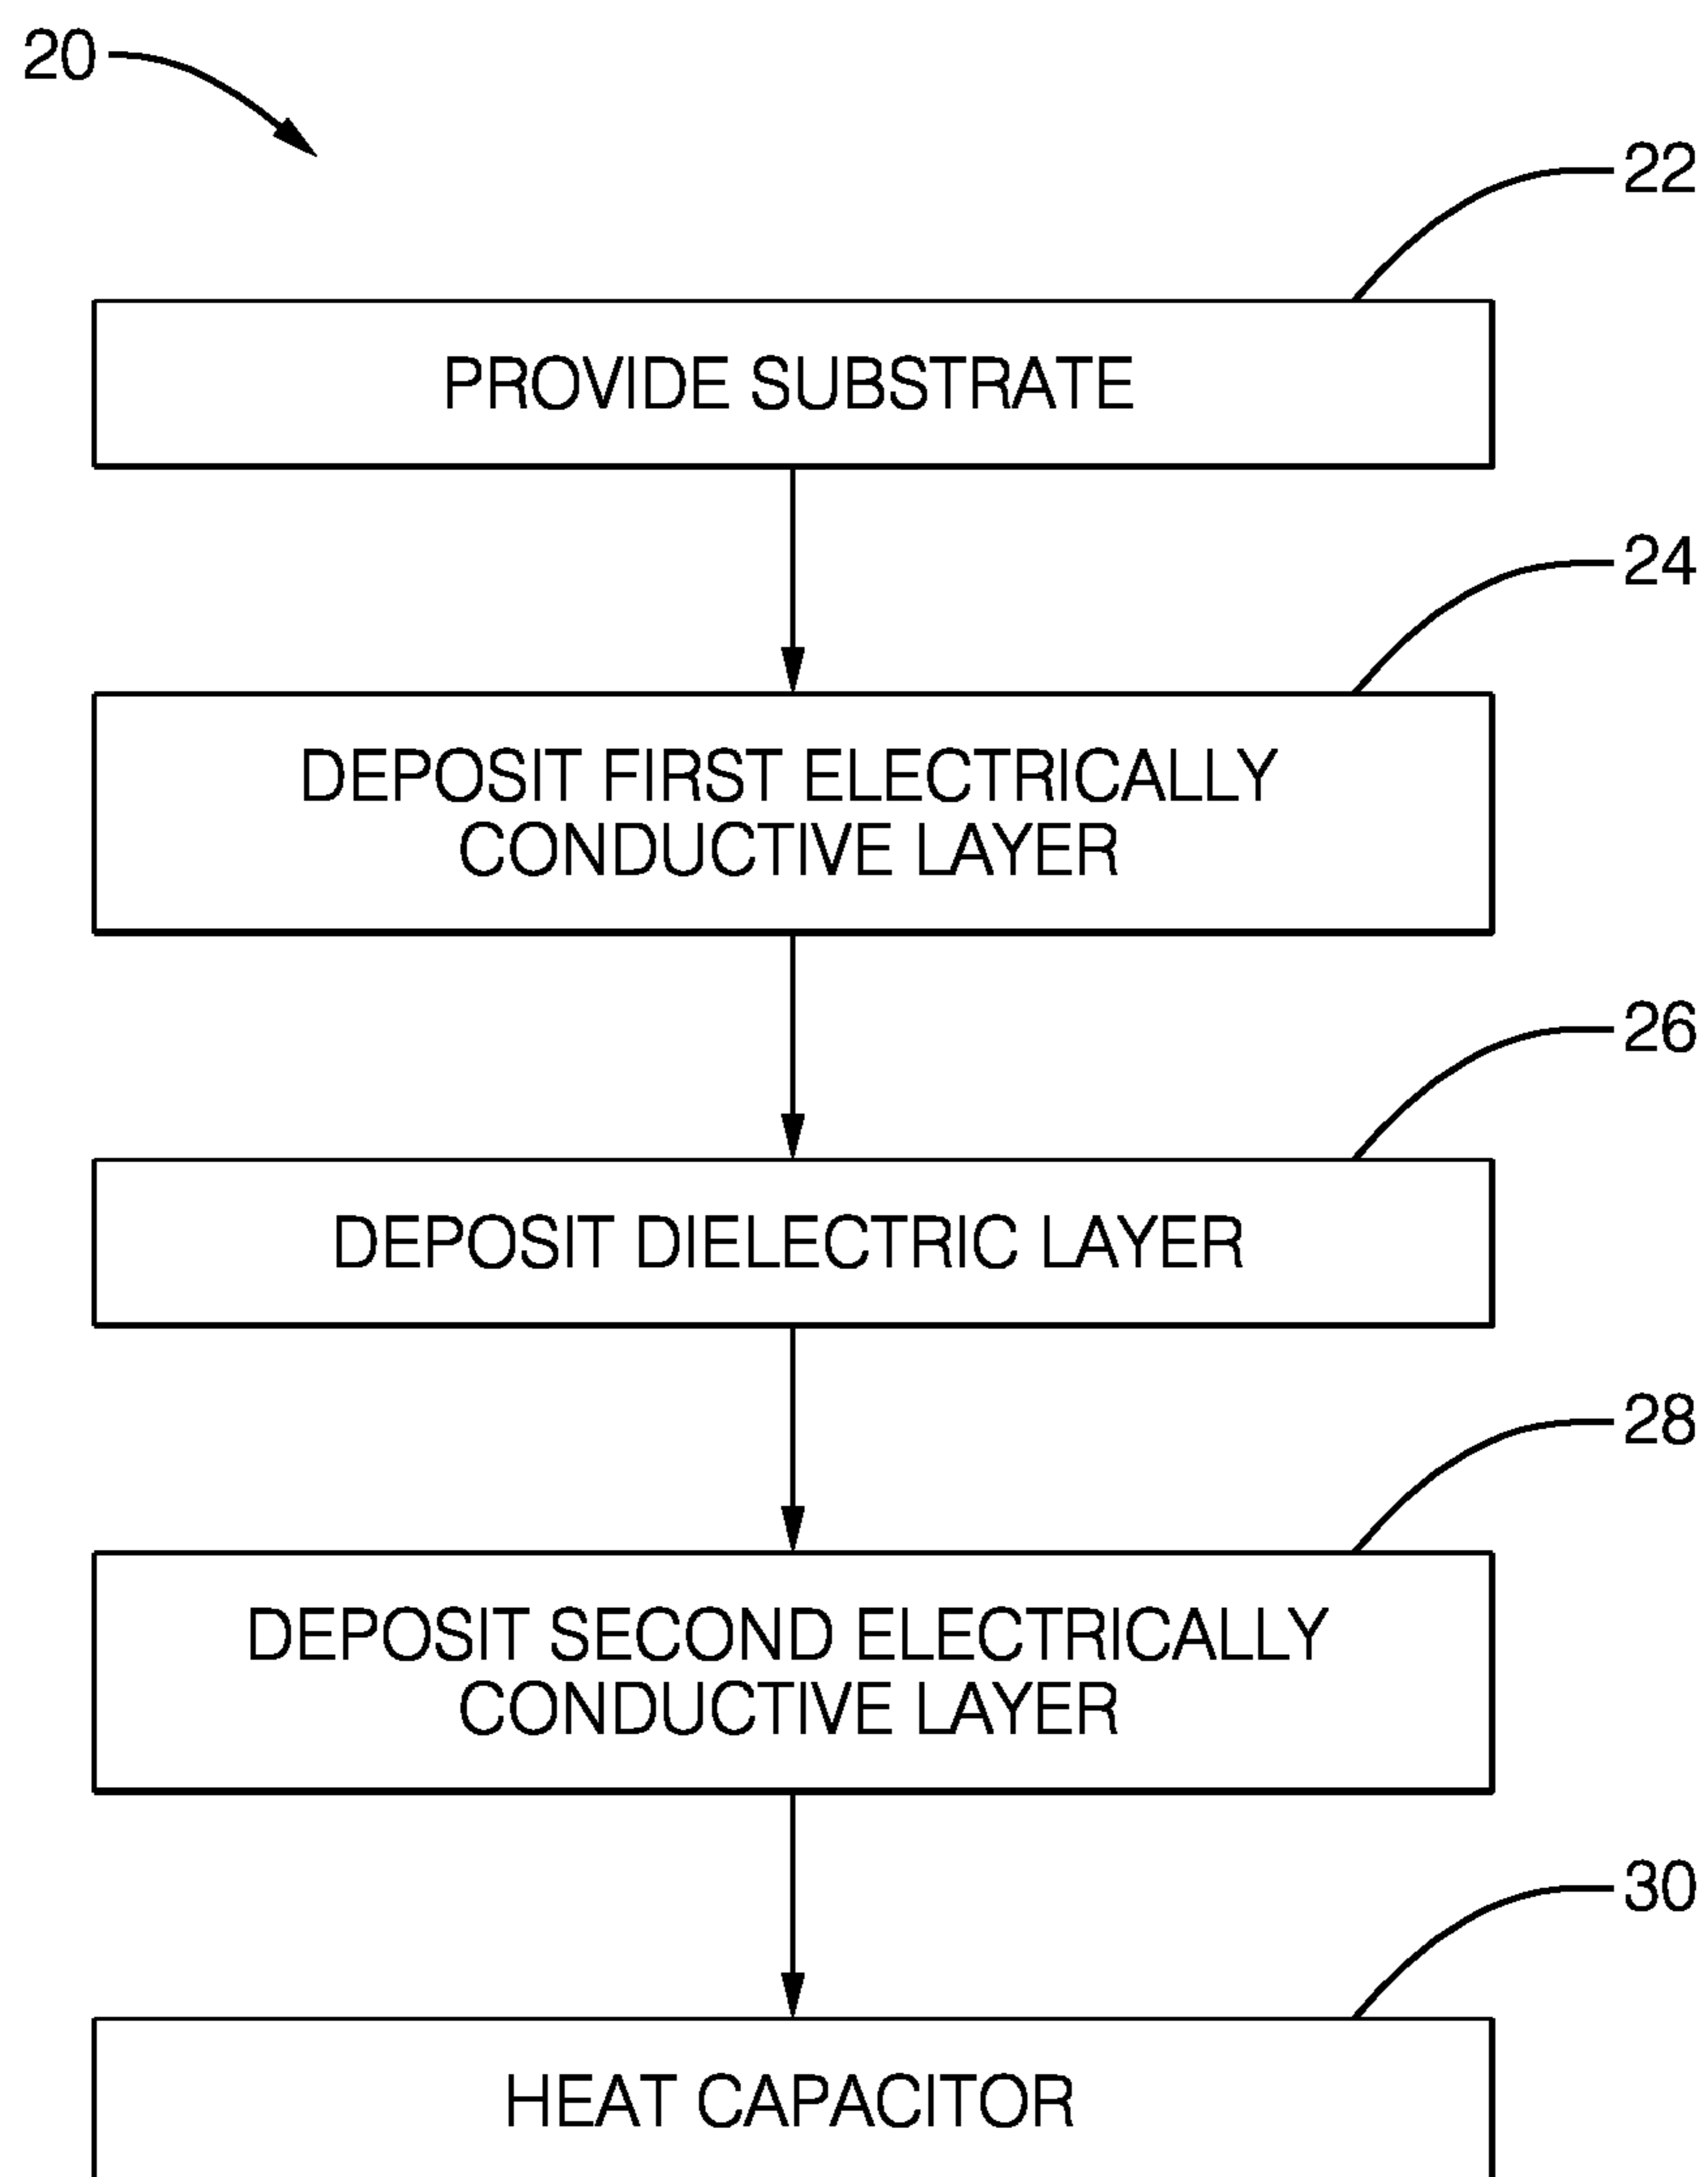 20
22
PROVIDE SUBSTRATE
24
DEPOSIT FIRST ELECTRICALLY
CONDUCTIVE LAYER
26
DEPOSIT DIELECTRIC LAYER
28
DEPOSIT SECOND ELECTRICALLY
CONDUCTIVE LAYER
30
HEAT CAPACITOR